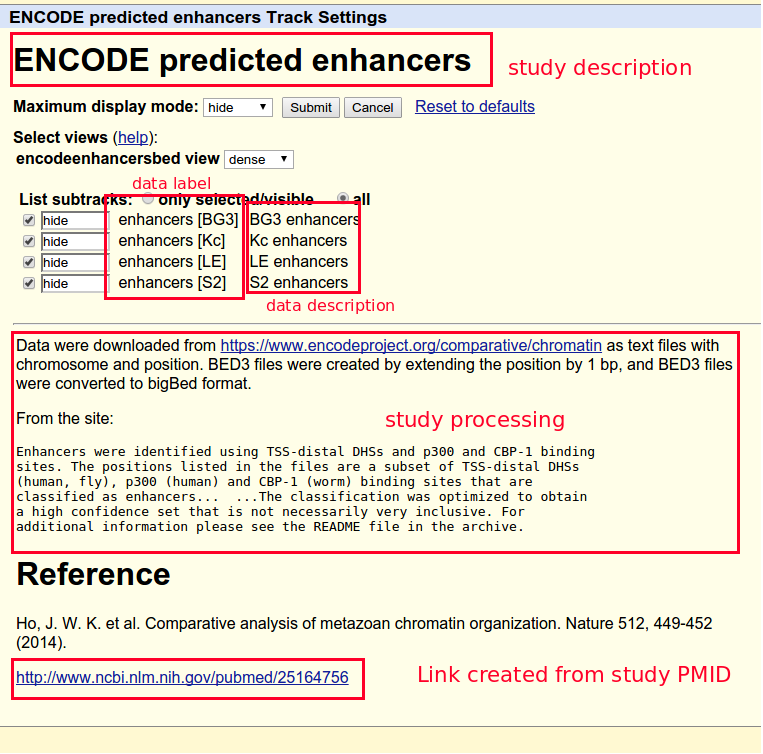 ENCODE predicted enhancers Track Settings
ENCODE predicted enhancers
study description
Maximum display mode: hide Submit Cancel Reset to defaults
Select views (help):
encodeenhancersbed view dense
data label
List subtracks: only selected/visible all
hide enhancers [BG3] BG3 enhancers
hide enhancers [Kc] Kc enhancers
hide enhancers [LE] LE enhancers
hide enhancers [S2] S2 enhancers
data description
Data were downloaded from https://www.encodeproject.org/comparative/chromatin as text files with
chromosome and position. BED3 files were created by extending the position by 1 bp, and BED3 files
were converted to bigBed format.
From the site:
study processing
Enhancers were identified using TSS-distal DHSs and p300 and CBP-1 binding
sites. The positions listed in the files are a subset of TSS-distal DHSs
(human, fly), p300 (human) and CBP-1 (worm) binding sites that are
classified as enhancers... ...The classification was optimized to obtain
a high confidence set that is not necessarily very inclusive. For
additional information please see the README file in the archive.
Reference
Ho, J. W. K. et al. Comparative analysis of metazoan chromatin organization. Nature 512, 449-452
(2014).
http://www.ncbi.nlm.nih.gov/pubmed/25164756
Link created from study PMID